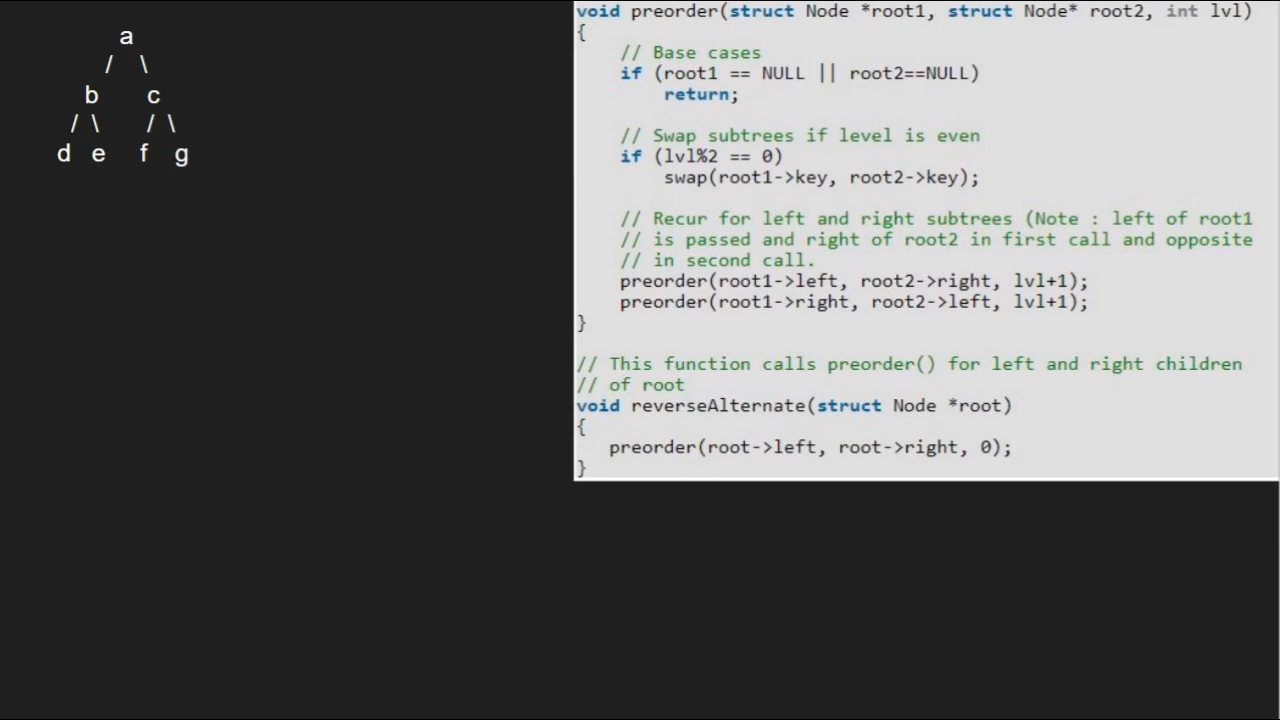 a
/ \
b c
/ \ / \
d e f g
void preorder(struct Node *root1, struct Node* root2, int lvl)
{
// Base cases
if (root1 == NULL || root2==NULL)
return;
// Swap subtrees if level is even
if (lvl%2 == 0)
swap(root1->key, root2->key);
// Recur for left and right subtrees (Note : left of root1
// is passed and right of root2 in first call and opposite
// in second call.
preorder(root1->left, root2->right, lvl+1);
preorder(root1->right, root2->left, lvl+1);
}
// This function calls preorder() for left and right children
// of root
void reverseAlternate(struct Node *root)
{
preorder(root->left, root->right, 0);
}